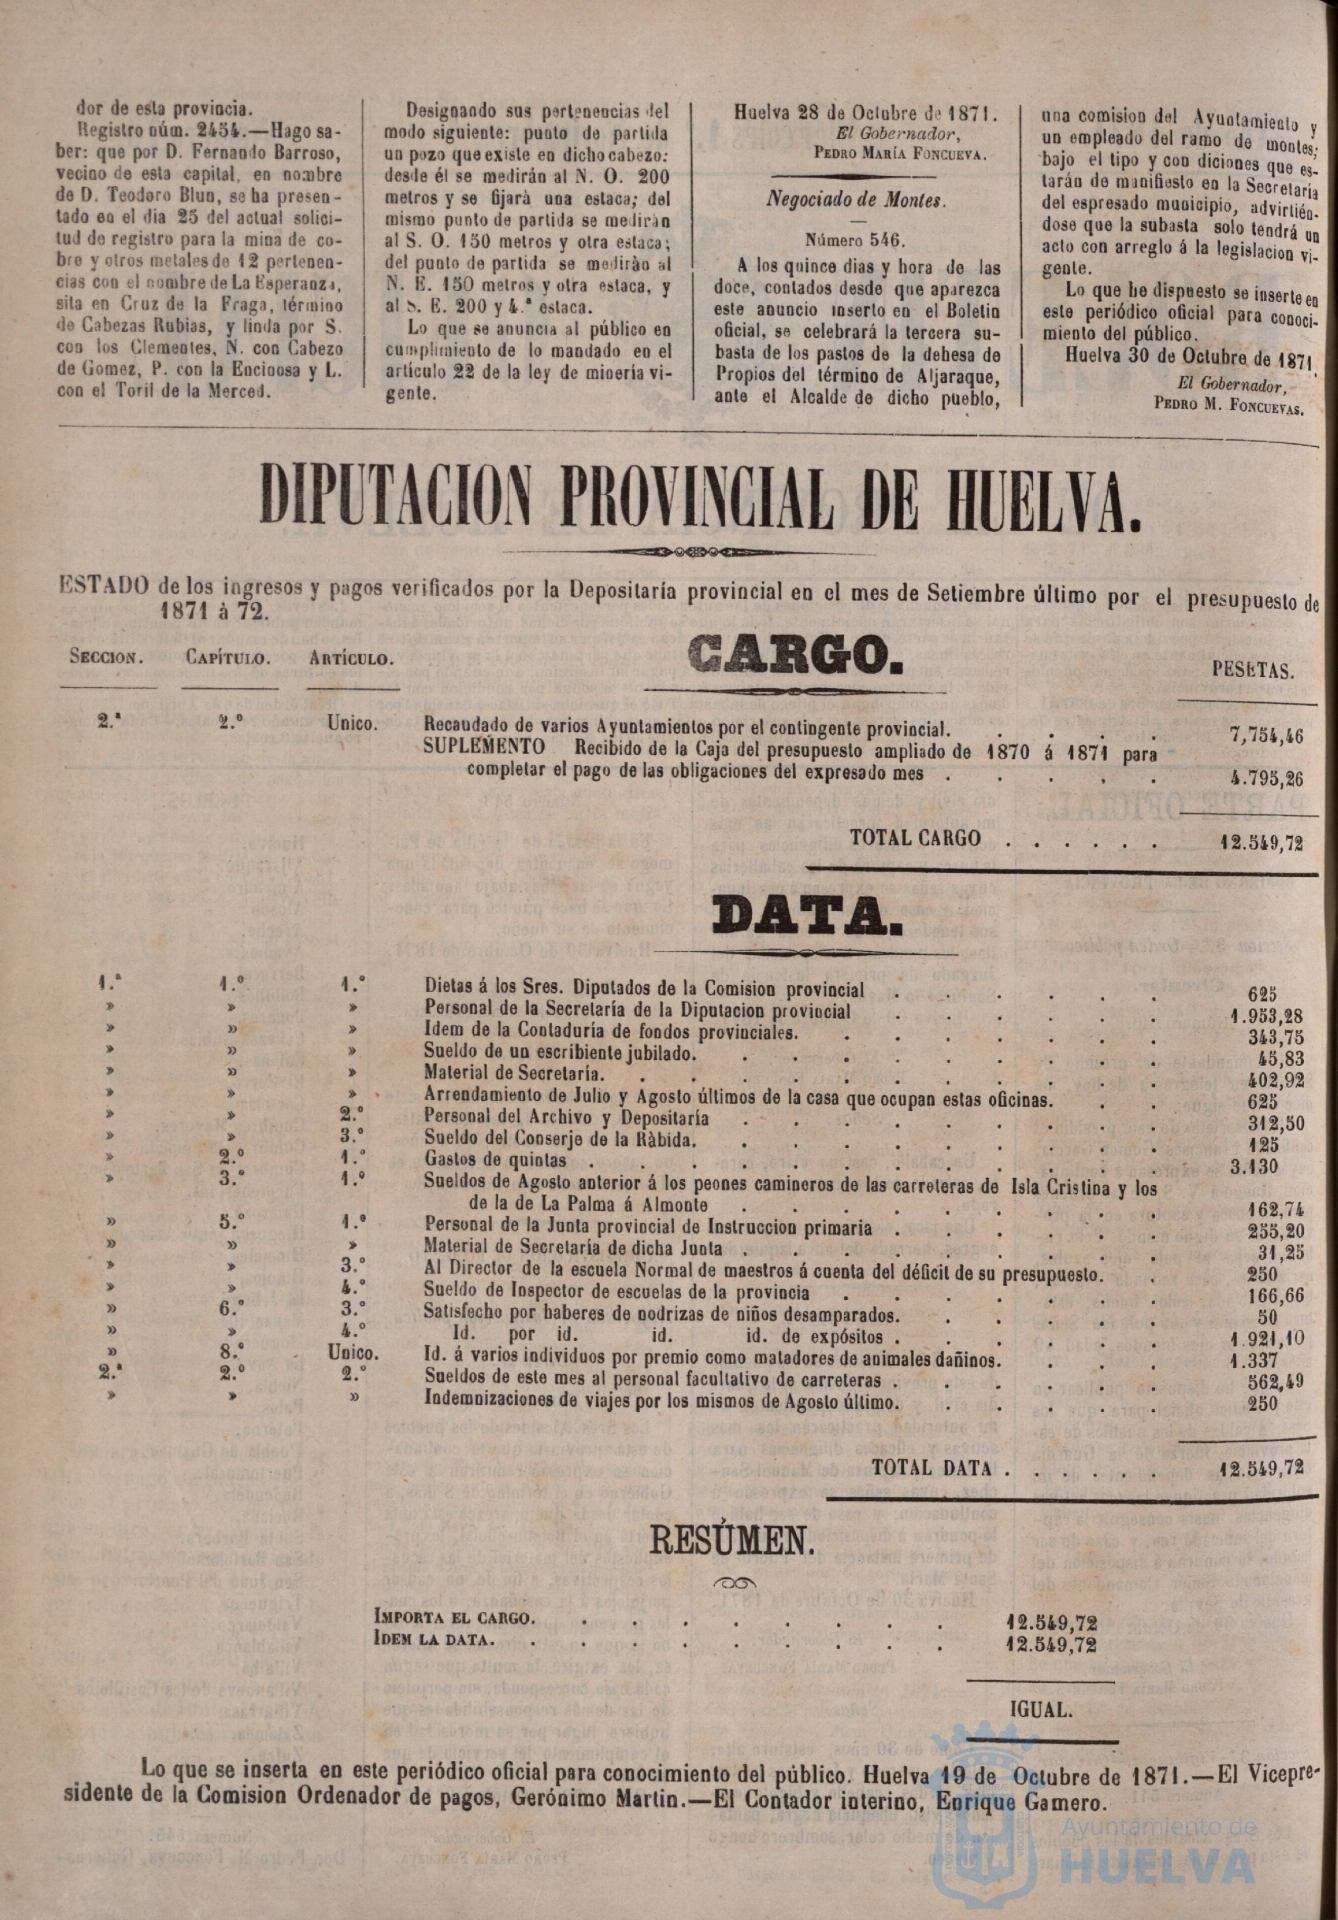 dor de esta provincia.
Registro núm. 2454.—Hago sa-
ber: que por D. Fernando Barroso,
vecino de esta capital, en nombre
de D. Teodoro Blun, se ha presen-
tado en el dia 25 del actual solici-
tud de registro para la mina de co-
bre y otros metales de 12 pertenen-
cias con el nombre de La Esperanza,
sita en Cruz de la Fraga, término
de Cabezas Rubias, y linda por S.
con los Clementes, N. con Cabezo
de Gomez, P. con la Encinosa y L.
con el Toril de la Merced.
Designando sus pertenencias del
modo siguiente: punto de partida
un pozo que existe en dicho cabezo:
desde él se medirán al N. O. 200
metros y se fijarà una estaca; del
mismo punto de partida se mediràn
al S. O. 150 metros y otra estaca;
del punto de partida se mediràn al
N. E. 150 metros y otra estaca, y
al S. E. 200 y 4.ª estaca.
Lo que se anuncia al público en
cumplimiento de lo mandado en el
artículo 22 de la ley de minería vi-
gente.
Huelva 28 de Octubre de 1871.
El Gobernador,
PEDRO MARÍA FONCUEVA.
Negociado de Montes.
Número 546.
A los quince dias y hora de las
doce, contados desde que aparezca
este anuncio inserto en el Boletin
oficial, se celebrará la tercera su-
basta de los pastos de la dehesa de
Propios del término de Aljaraque,
ante el Alcalde de dicho pueblo,
una comision del Ayuntamiento y
un empleado del ramo de montes;
bajo el tipo y con diciones que es-
tarán de manifiesto en la Secretaría
del espresado municipio, advirtién-
dose que la subasta solo tendrá un
acto con arreglo á la legislacion vi-
gente.
Lo que he dispuesto se inserte en
este periódico oficial para conoci-
miento del público.
Huelva 30 de Octubre de 1871.
El Gobernador,
PEDRO M. FONCUEVAS.
DIPUTACION PROVINCIAL DE HUELVA.
ESTADO de los ingresos y pagos verificados por la Depositaría provincial en el mes de Setiembre último por el presupuesto de
1871 à 72.
CARGO.
SECCION. CAPÍTULO. ARTÍCULO. PESETAS.
2.ª 2.º Unico. Recaudado de varios Ayuntamientos por el contingente provincial. . . . . . 7,754,46
SUPLEMENTO Recibido de la Caja del presupuesto ampliado de 1870 á 1871 para
completar el pago de las obligaciones del expresado mes . . . . . 4.795,26
TOTAL CARGO . . . . . . 12.549,72
DATA.
1.ª 1.º 1.º Dietas á los Sres. Diputados de la Comision provincial . . . . . . 625
» » » Personal de la Secretaría de la Diputacion provincial . . . . . . 1.953,28
» » » Idem de la Contaduría de fondos provinciales. . . . . . . . 343,75
» » » Sueldo de un escribiente jubilado. . . . . . . . . . 45,83
» » » Material de Secretaría. . . . . . . . . . . . 402,92
» » » Arrendamiento de Julio y Agosto últimos de la casa que ocupan estas oficinas. . . 625
» » 2.º Personal del Archivo y Depositaría . . . . . . . . . 312,50
» » 3.º Sueldo del Conserje de la Ràbida. . . . . . . . . . 125
» 2.º 1.º Gastos de quintas . . . . . . . . . . . . 3.130
» 3.º 1.º Sueldos de Agosto anterior á los peones camineros de las carreteras de Isla Cristina y los
de la de La Palma á Almonte . . . . . . . . . 162,74
» 5.º 1.º Personal de la Junta provincial de Instruccion primaria . . . . . . 255,20
» » » Material de Secretaría de dicha Junta . . . . . . . . . 31,25
» » 3.º Al Director de la escuela Normal de maestros á cuenta del déficit de su presupuesto. . 250
» » 4.º Sueldo de Inspector de escuelas de la provincia . . . . . . . 166,66
» 6.º 3.º Satisfecho por haberes de nodrizas de niños desamparados. . . . . . 50
» » 4.º Id. por id. id. id. de expósitos . . . . . . 1.921,10
» 8.º Unico. Id. á varios individuos por premio como matadores de animales dañinos. . . . 1.337
2.ª 2.º 2.º Sueldos de este mes al personal facultativo de carreteras . . . . . . 562,49
» » » Indemnizaciones de viajes por los mismos de Agosto último. . . . . . 250
TOTAL DATA . . . . . . 12.549,72
RESÚMEN.
IMPORTA EL CARGO. . . . . . . . . 12.549,72
IDEM LA DATA. . . . . . . . . . 12.549,72
IGUAL.
Lo que se inserta en este periódico oficial para conocimiento del público. Huelva 19 de Octubre de 1871.—El Vicepre-
sidente de la Comision Ordenador de pagos, Gerónimo Martin.—El Contador interino, Enrique Gamero.
Ayuntamiento de
HUELVA